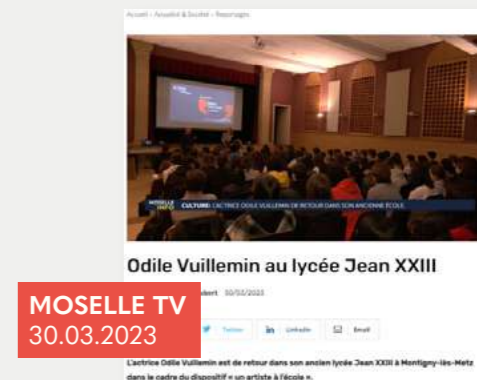 Accueil > Actualité & Société > Reportages
MOSELLE
INFO
CULTURE: L'ACTRICE ODILE VUILLEMIN DE RETOUR DANS SON ANCIENNE ÉCOLE
Odile Vuillemin au lycée Jean XXIII
30/03/2023
MOSELLE TV
30.03.2023
Twitter
LinkedIn
Email
L'actrice Odile Vuillemin est de retour dans son ancien lycée Jean XXIII à Montigny-lès-Metz
dans le cadre du dispositif « un artiste à l'école ».